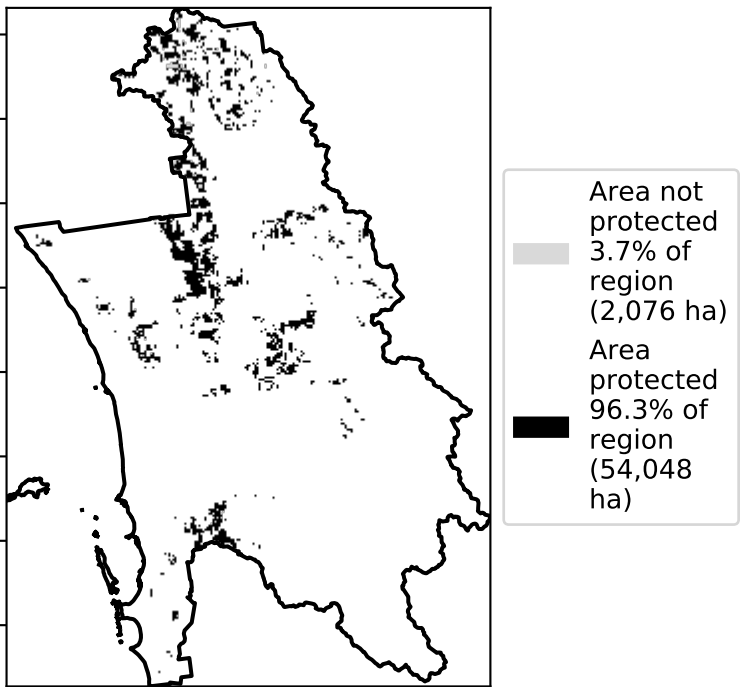 Area not
protected
3.7% of
region
(2,076 ha)
Area
protected
96.3% of
region
(54,048
ha)